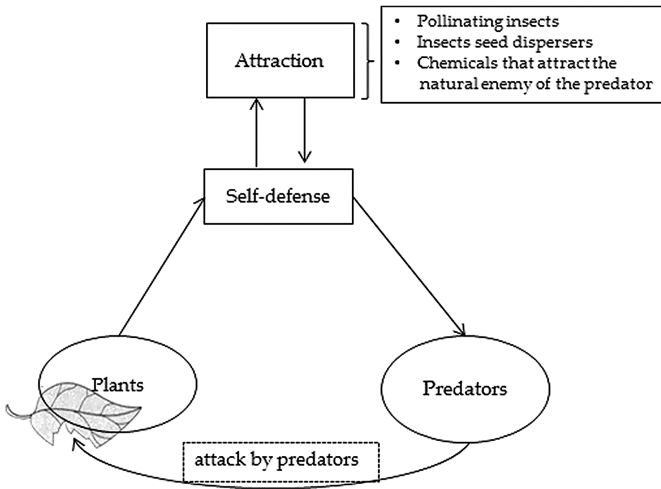 • Pollinating insects
• Insects seed dispersers
• Chemicals that attract the
natural enemy of the predator
Attraction
Self-defense
Plants
Predators
attack by predators